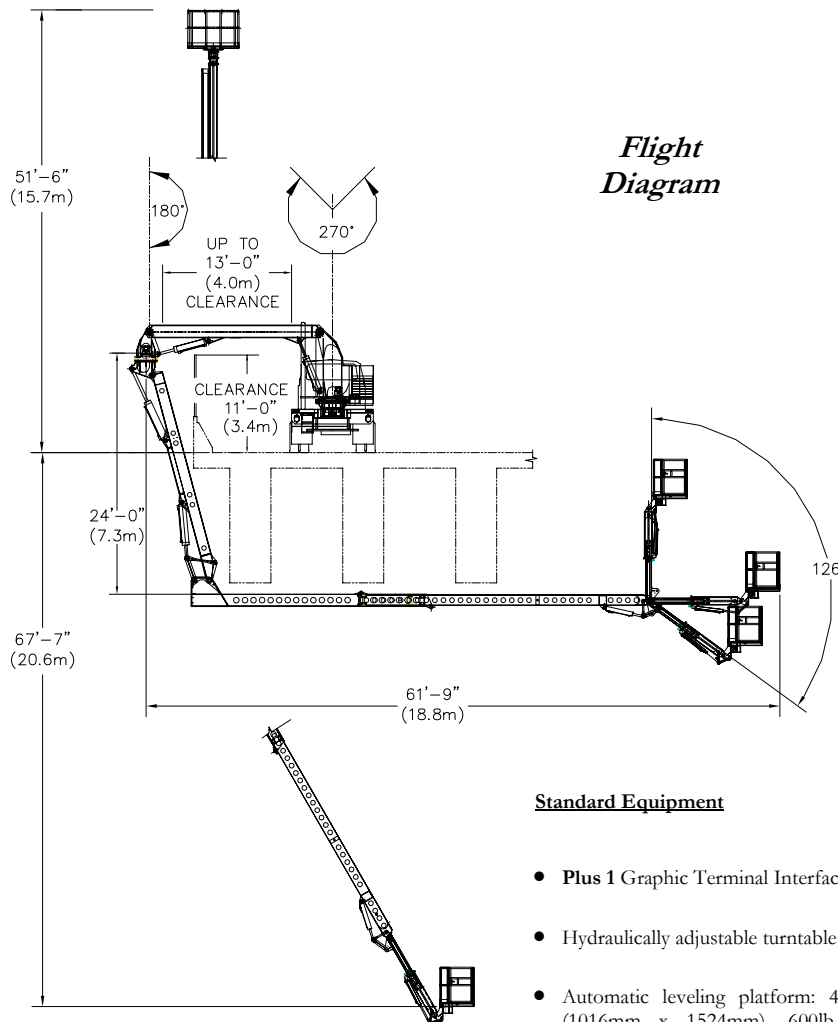 Flight
Diagram
51'-6"
(15.7m)
180°
270°
UP TO
13'-0"
(4.0m)
CLEARANCE
CLEARANCE
11'-0"
(3.4m)
24'-0"
(7.3m)
126
67'-7"
(20.6m)
61'-9"
(18.8m)
Standard Equipment
• Plus 1 Graphic Terminal Interfac
• Hydraulically adjustable turntable
• Automatic leveling platform: 4
(1016mm x 1524mm), 600lb